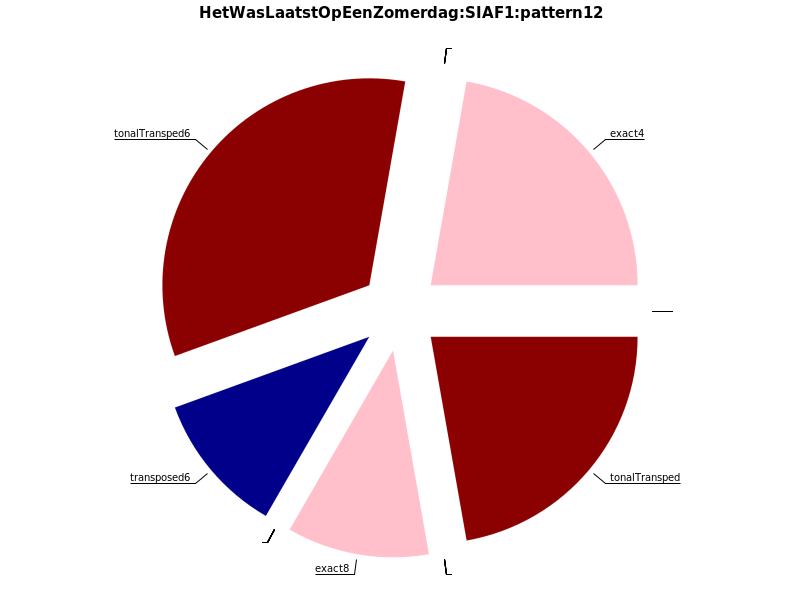 HetWasLaatstOpEenZomerdag:SIAF1:pattern12
tonalTransped6
exact4
transposed6
tonalTransped
exact8